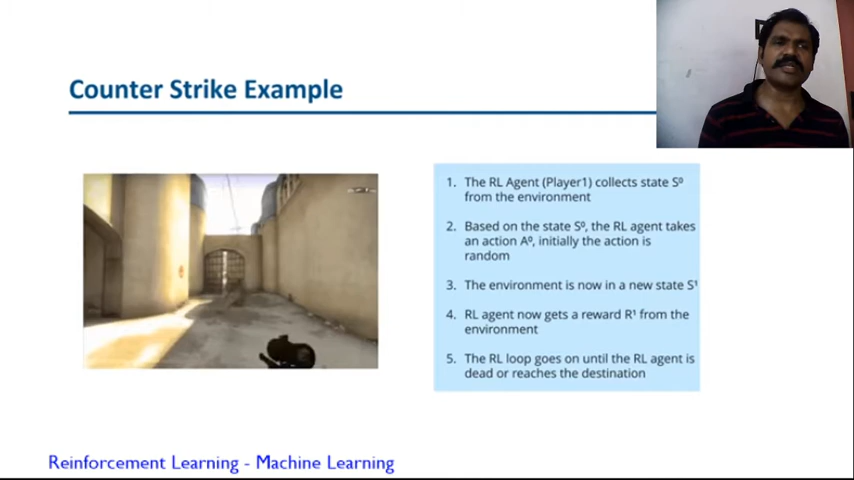 Counter Strike Example
1. The RL Agent (Player1) collects state S⁰
from the environment
2. Based on the state S⁰, the RL agent takes
an action A⁰, initially the action is
random
3. The environment is now in a new state S¹
4. RL agent now gets a reward R¹ from the
environment
5. The RL loop goes on until the RL agent is
dead or reaches the destination
Reinforcement Learning - Machine Learning